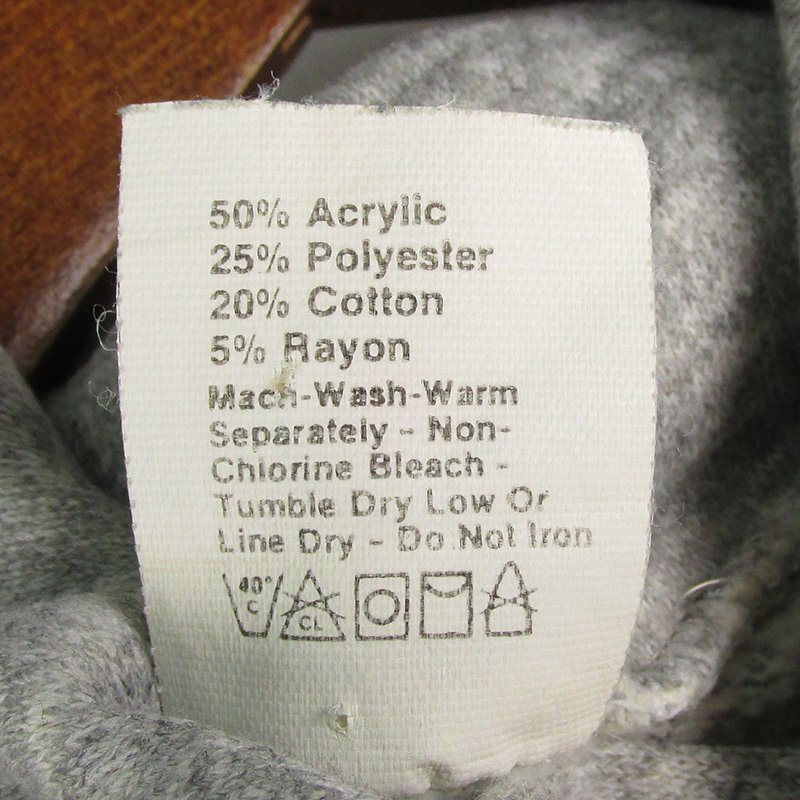 50% Acrylic
25% Polyester
20% Cotton
5% Rayon
Mach-Wash-Warm
Separately - Non-
Chlorine Bleach -
Tumble Dry Low Or
Line Dry - Do Not Iron
40°
C
CL